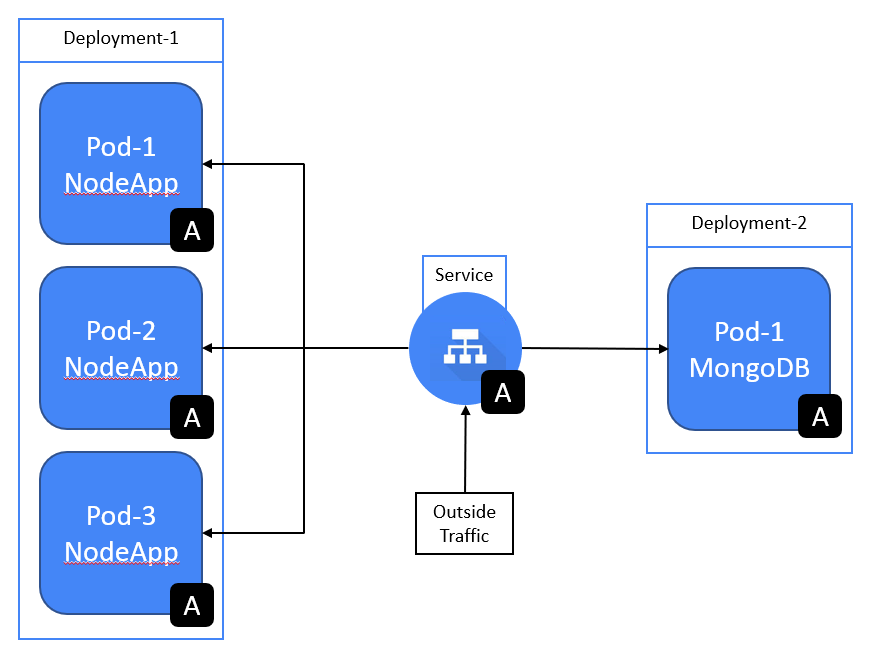 Deployment-1
Pod-1
NodeApp
A
Pod-2
NodeApp
A
Pod-3
NodeApp
A
Service
A
Outside
Traffic
Deployment-2
Pod-1
MongoDB
A